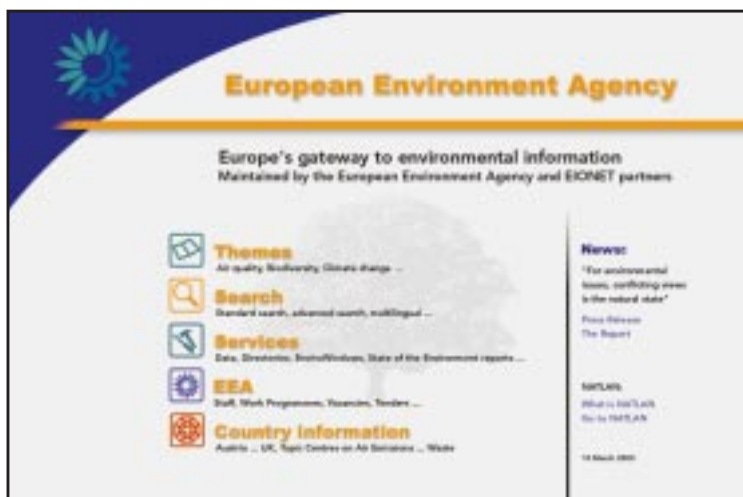 European Environment Agency
Europe's gateway to environmental information
Maintained by the European Environment Agency and EIONET partners
Themes
Air quality, Biodiversity, Climate change ...
Search
Standard search, advanced search, multilingual ...
Services
Data, Directories, EnviroWindows, State of the Environment reports ...
EEA
Staff, Work Programme, Vacancies, Tenders ...
Country information
Austria ... UK, Topic Centres on Air Emissions ... Waste
News:
"For environmental
issues, conflicting views
is the natural state"
Press Release
The Report
NATLAN:
What is NATLAN
Go to NATLAN
March